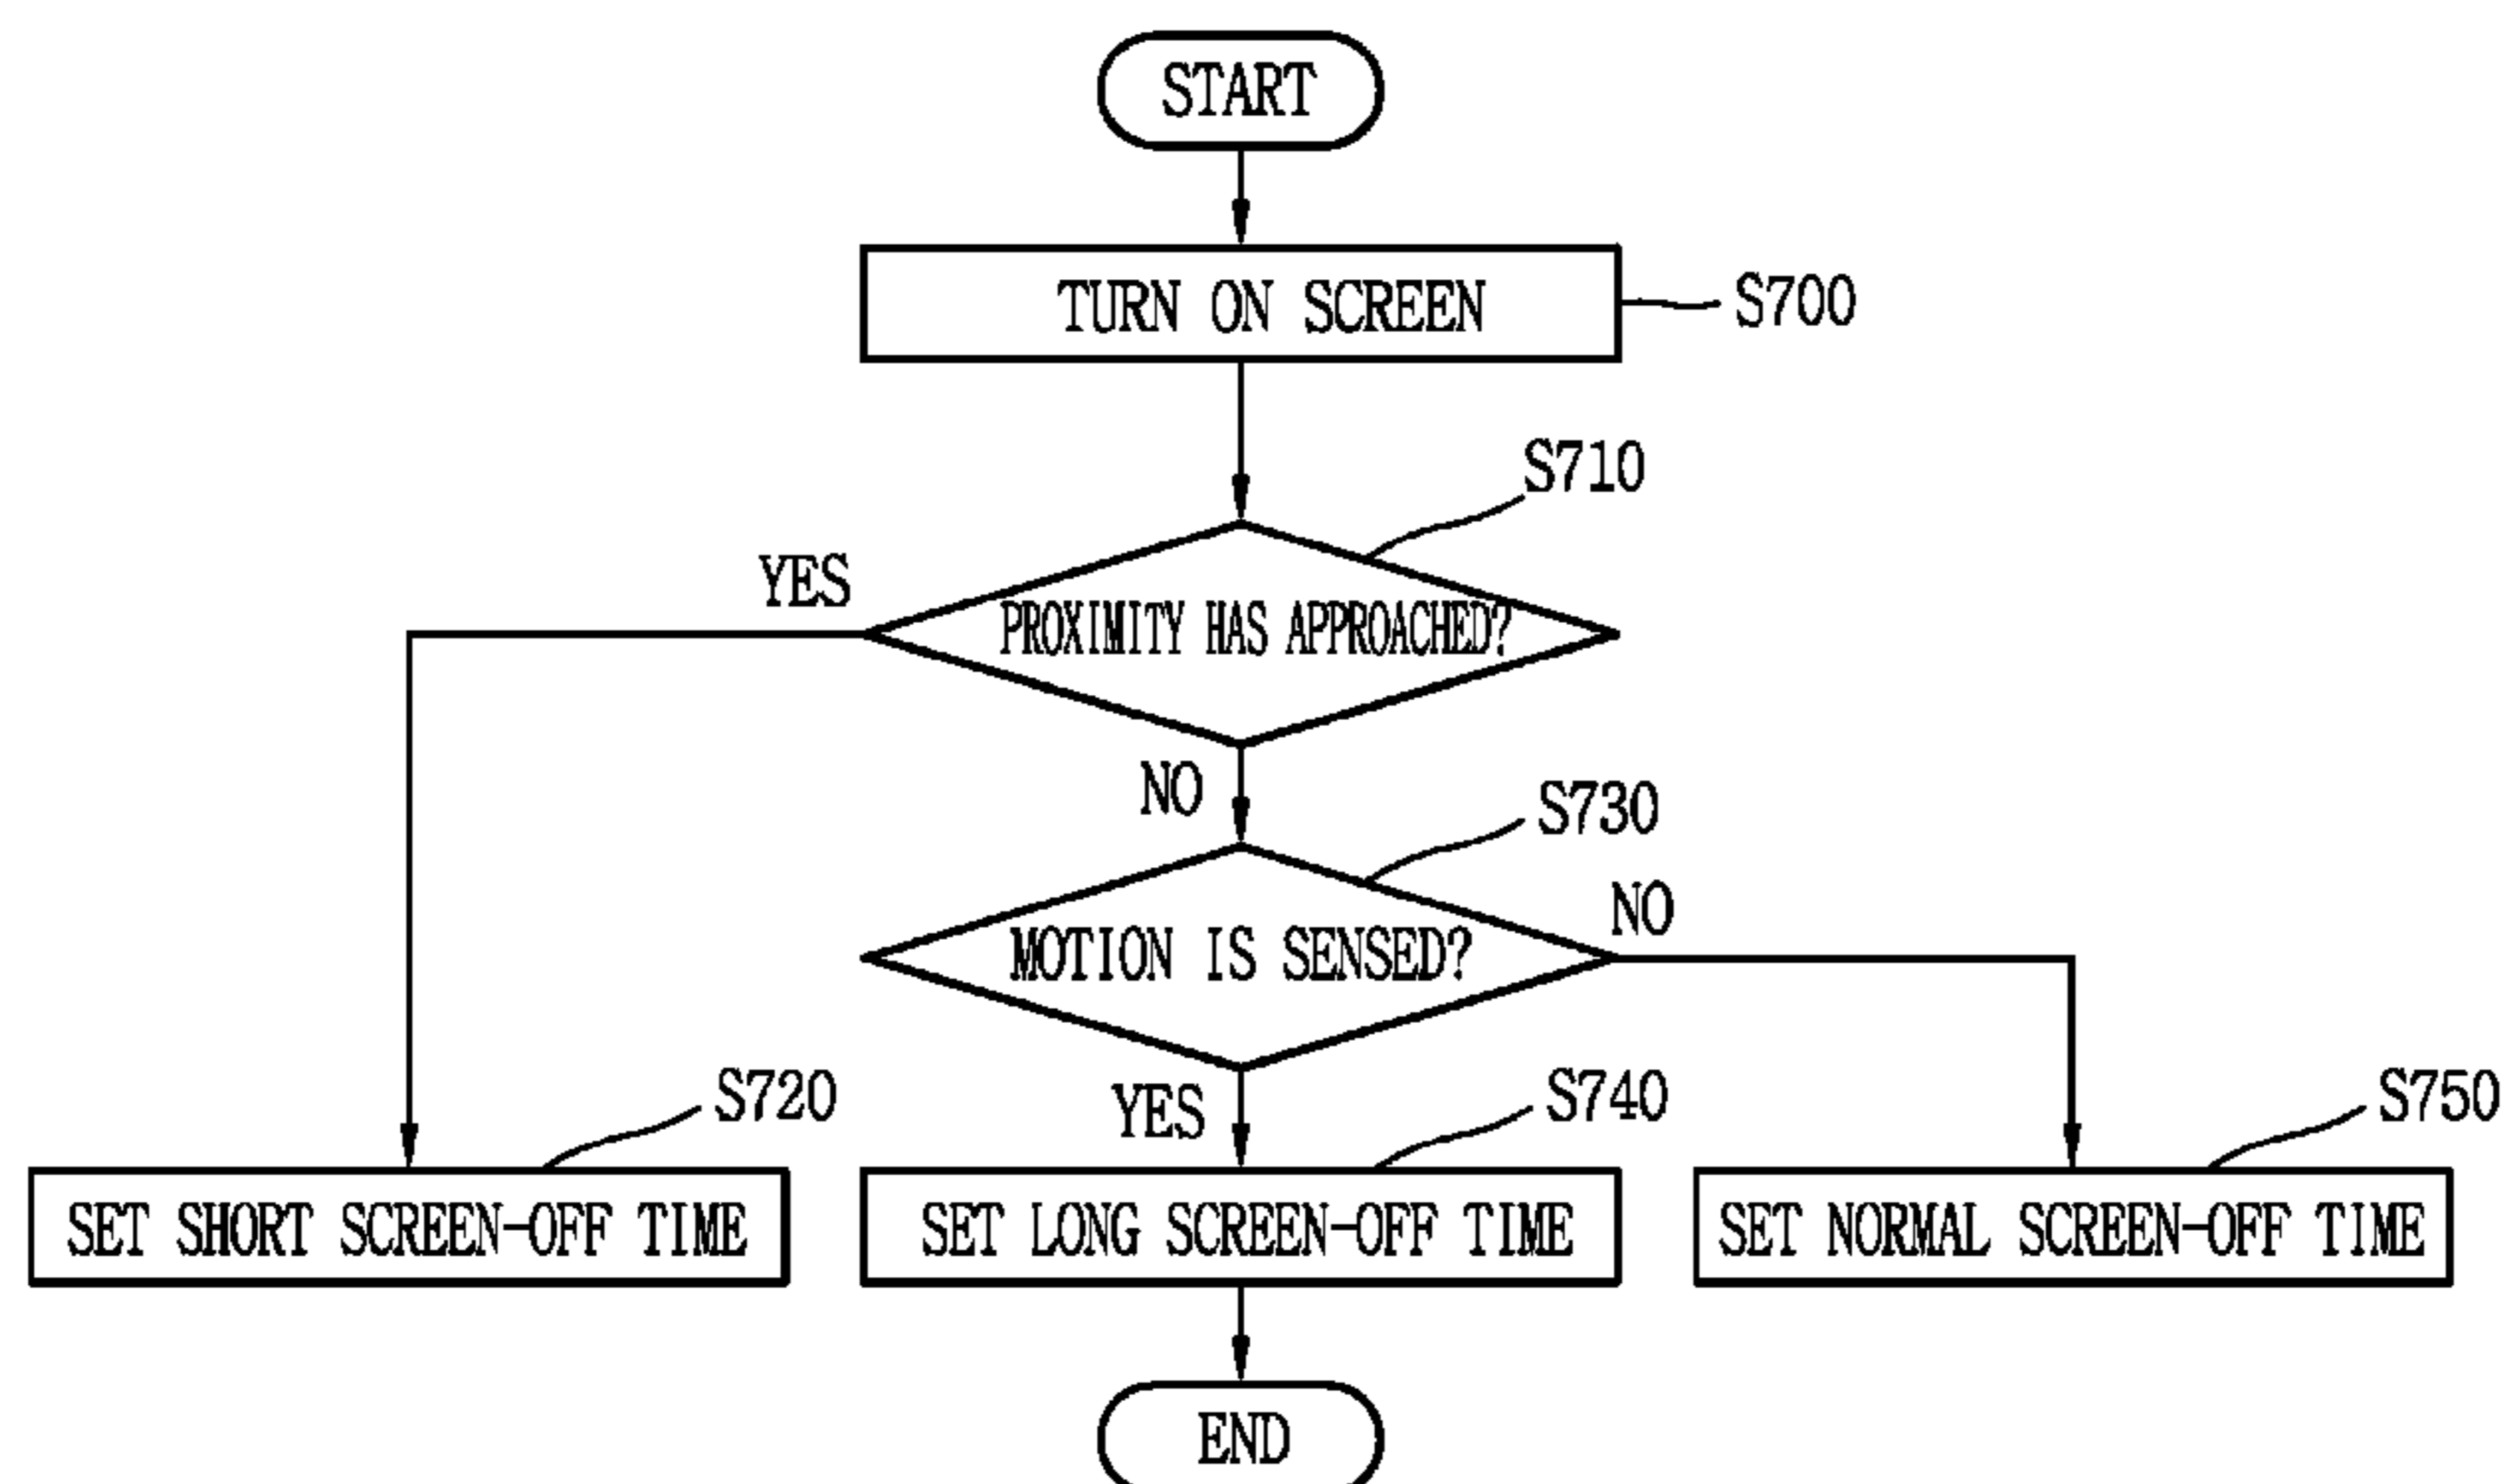 START
TURN ON SCREEN
S700
S710
YES
PROXIMITY HAS APPROACHED?
NO
S730
NO
MOTION IS SENSED?
YES
S720
S740
S750
SET SHORT SCREEN-OFF TIME
SET LONG SCREEN-OFF TIME
SET NORMAL SCREEN-OFF TIME
END